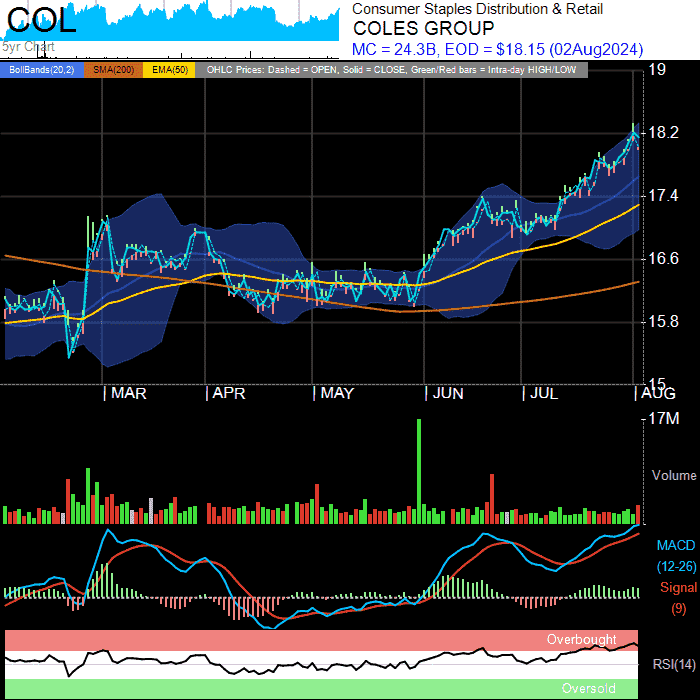 COL
5yr Chart
Consumer Staples Distribution & Retail
COLES GROUP
MC = 24.3B, EOD = $18.15 (02Aug2024)
BollBands(20,2) SMA(200) EMA(50) OHLC Prices: Dashed = OPEN, Solid = CLOSE, Green/Red bars = Intra-day HIGH/LOW
19
18.2
17.4
16.6
15.8
15
MAR APR MAY JUN JUL AUG
17M
Volume
MACD
(12-26)
Signal
(9)
Overbought
RSI(14)
Oversold